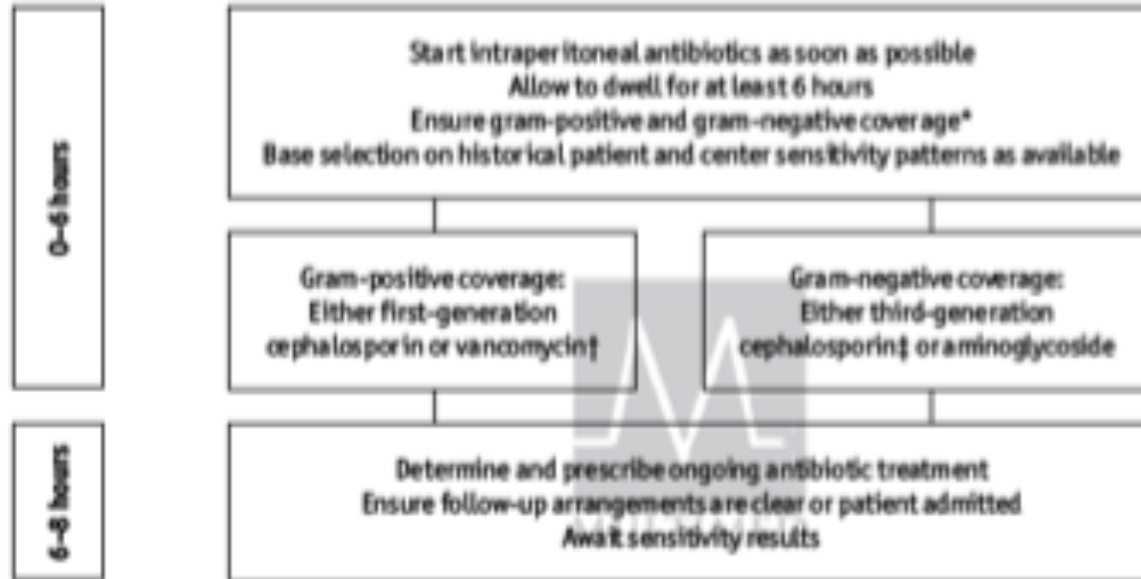 0–6 hours
Start intraperitoneal antibiotics as soon as possible
Allow to dwell for at least 6 hours
Ensure gram-positive and gram-negative coverage*
Base selection on historical patient and center sensitivity patterns as available
Gram-positive coverage:
Either first-generation
cephalosporin or vancomycin†
Gram-negative coverage:
Either third-generation
cephalosporin‡ or aminoglycoside
6–8 hours
Determine and prescribe ongoing antibiotic treatment
Ensure follow-up arrangements are clear or patient admitted
Await sensitivity results